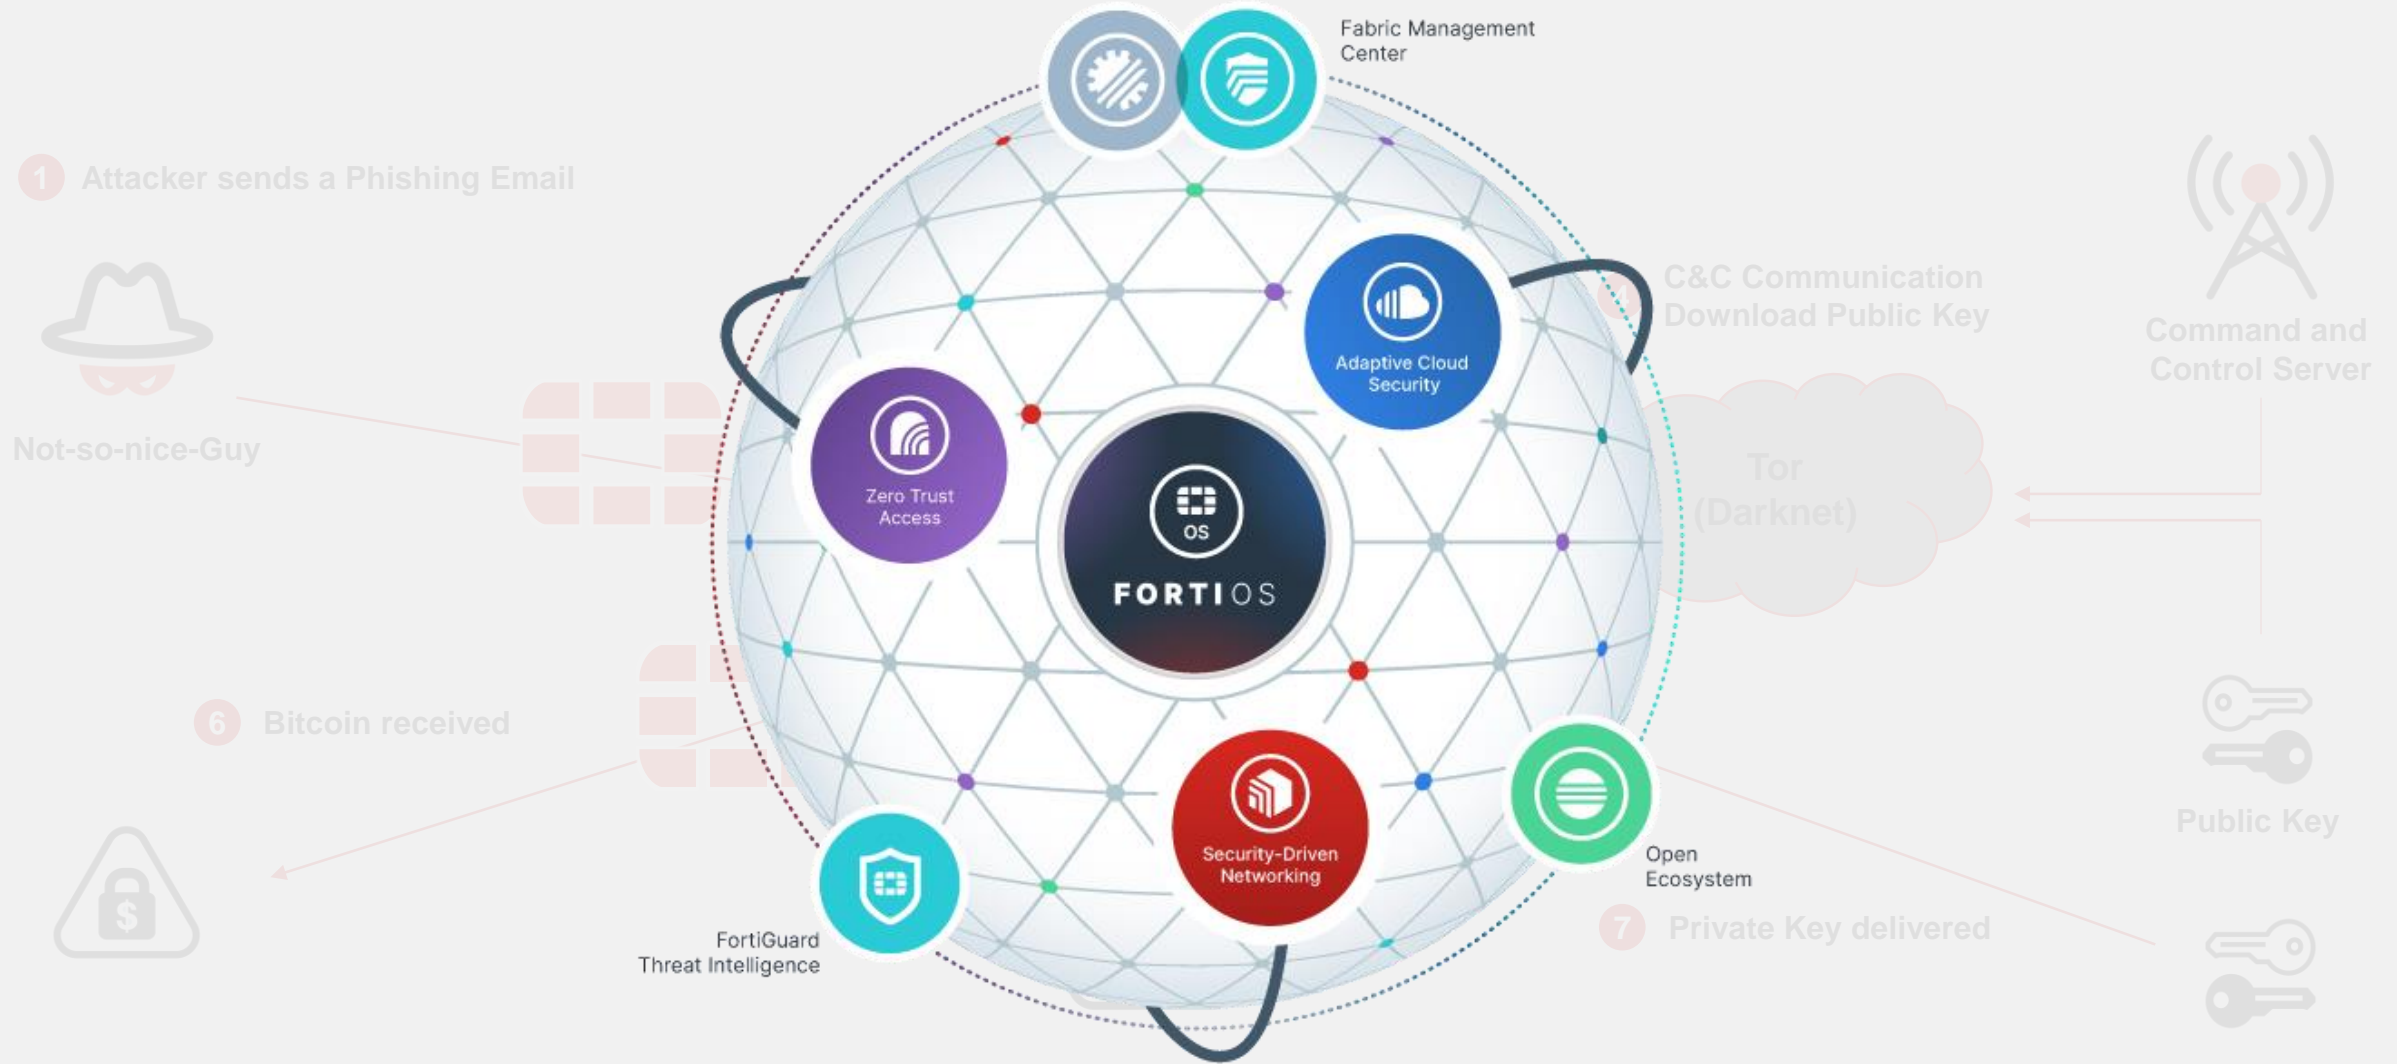 Fabric Management
Center
1 Attacker sends a Phishing Email
Not-so-nice-Guy
Adaptive Cloud
Security
4 C&C Communication
Download Public Key
Command and
Control Server
Zero Trust
Access
OS
FORTIOS
Tor
(Darknet)
6 Bitcoin received
$
Security-Driven
Networking
Open
Ecosystem
Public Key
FortiGuard
Threat Intelligence
7 Private Key delivered